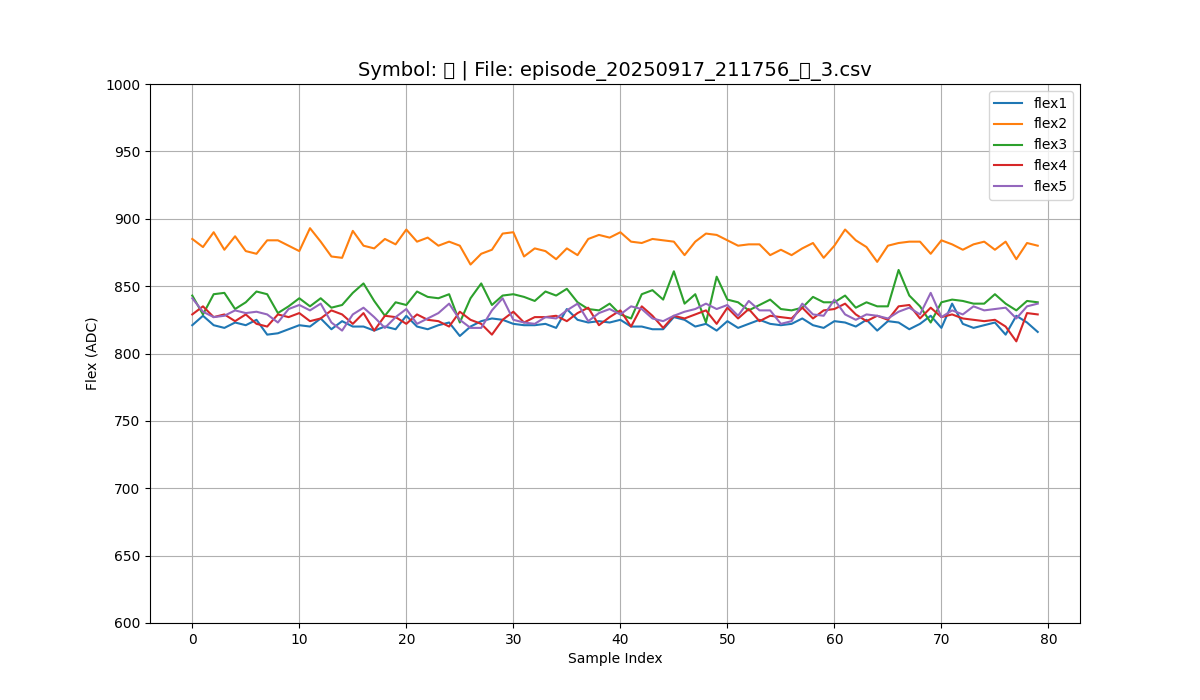 Symbol: ▯ | File: episode_20250917_211756_▯_3.csv
1000
950
900
850
800
750
700
650
600
Flex (ADC)
0 10 20 30 40 50 60 70 80
Sample Index
flex1
flex2
flex3
flex4
flex5